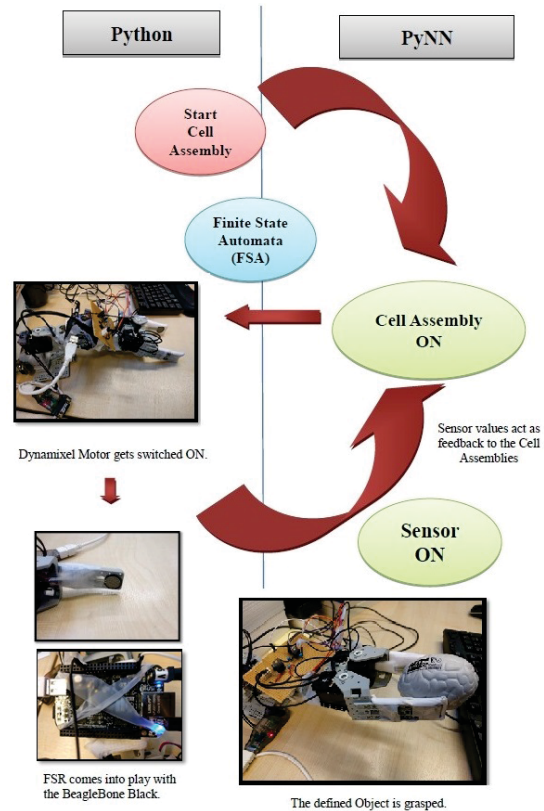 Python
PyNN
Start
Cell
Assembly
Finite State
Automata
(FSA)
Cell Assembly
ON
Dynamixel Motor gets switched ON.
Sensor values act as
feedback to the Cell
Assemblies
Sensor
ON
FSR comes into play with
the BeagleBone Black.
The defined Object is grasped.